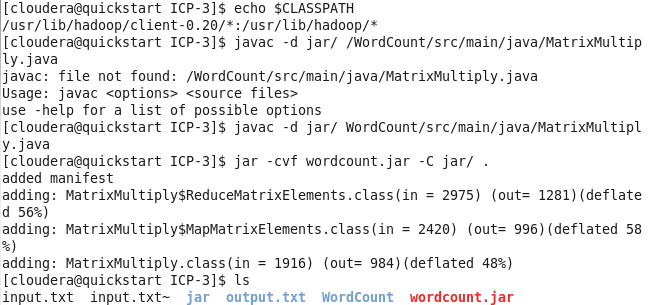 [cloudera@quickstart ICP-3]$ echo $CLASSPATH
/usr/lib/hadoop/client-0.20/*:/usr/lib/hadoop/*
[cloudera@quickstart ICP-3]$ javac -d jar/ /WordCount/src/main/java/MatrixMultip
ly.java
javac: file not found: /WordCount/src/main/java/MatrixMultiply.java
Usage: javac <options> <source files>
use -help for a list of possible options
[cloudera@quickstart ICP-3]$ javac -d jar/ WordCount/src/main/java/MatrixMultipl
y.java
[cloudera@quickstart ICP-3]$ jar -cvf wordcount.jar -C jar/ .
added manifest
adding: MatrixMultiply$ReduceMatrixElements.class(in = 2975) (out= 1281)(deflate
d 56%)
adding: MatrixMultiply$MapMatrixElements.class(in = 2420) (out= 996)(deflated 58
%)
adding: MatrixMultiply.class(in = 1916) (out= 984)(deflated 48%)
[cloudera@quickstart ICP-3]$ ls
input.txt  input.txt~  jar  output.txt  WordCount  wordcount.jar